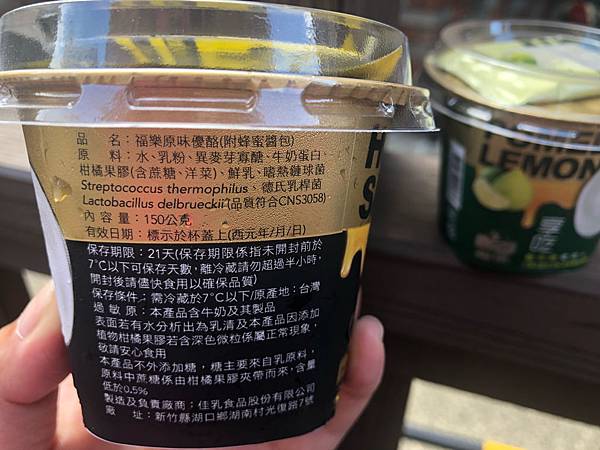 品　名：福樂原味優酪(附蜂蜜醬包)
原　料：水、乳粉、異麥芽寡醣、牛奶蛋白、
柑橘果膠(含蔗糖、洋菜)、鮮乳、嗜熱鏈球菌
Streptococcus thermophilus、德氏乳桿菌
Lactobacillus delbrueckii(品質符合CNS3058)
內 容 量：150公克
有效日期：標示於杯蓋上(西元年/月/日)
保存期限：21天(保存期限係指未開封前於
7°C以下可保存天數，離冷藏請勿超過半小時，
開封後請儘快食用以確保品質)
保存條件：需冷藏於7°C以下/原產地：台灣
過 敏 原：本產品含牛奶及其製品
表面若有水分析出為乳清及本產品因添加
植物柑橘果膠若含深色微粒係屬正常現象，
敬請安心食用
本產品不外添加糖，糖主要來自乳原料，
原料中蔗糖係由柑橘果膠夾帶而來，含量
低於0.5%
製造及負責廠商：佳乳食品股份有限公司
廠　址：新竹縣湖口鄉湖南村光復路7號
LEMON